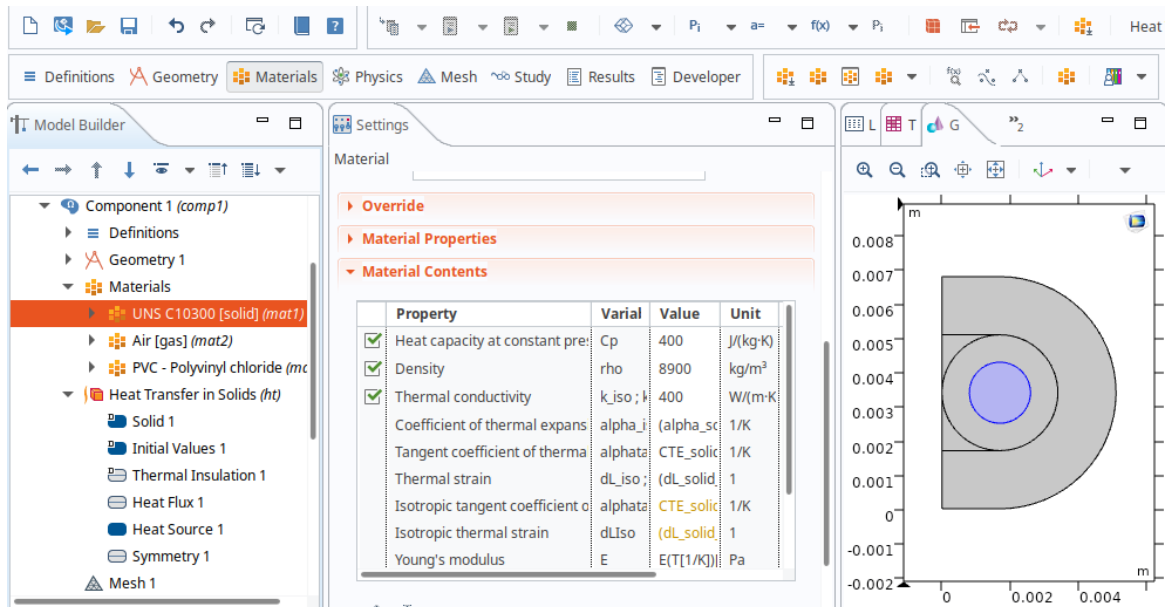 Pi a= f(x) Pi Heat
Definitions Geometry Materials Physics Mesh Study Results Developer
f(x)
Model Builder
Component 1 (comp1)
Definitions
Geometry 1
Materials
UNS C10300 [solid] (mat1)
Air [gas] (mat2)
PVC - Polyvinyl chloride (mc
Heat Transfer in Solids (ht)
Solid 1
Initial Values 1
Thermal Insulation 1
Heat Flux 1
Heat Source 1
Symmetry 1
Mesh 1
Settings
Material
Override
Material Properties
Material Contents
Property Varial Value Unit
Heat capacity at constant pres Cp 400 J/(kg·K)
Density rho 8900 kg/m³
Thermal conductivity k_iso ; k 400 W/(m·K
Coefficient of thermal expans alpha_i (alpha_so 1/K
Tangent coefficient of therma alphata CTE_solic 1/K
Thermal strain dL_iso ; (dL_solid_ 1
Isotropic tangent coefficient o alphata CTE_solic 1/K
Isotropic thermal strain dLIso (dL_solid_ 1
Young's modulus E E(T[1/K])[ Pa
L T G »2
m
0.008
0.007
0.006
0.005
0.004
0.003
0.002
0.001
0
-0.001
-0.002
m
0 0.002 0.004